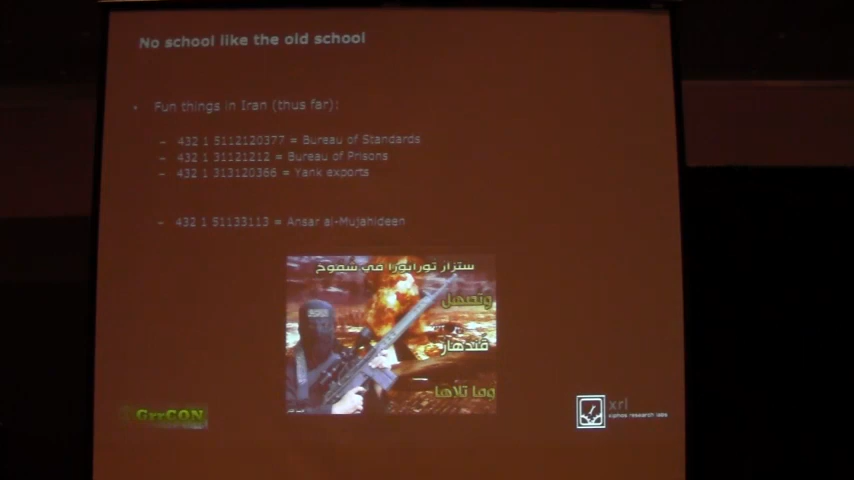 No school like the old school
• Fun things in Iran (thus far):
– 432 1 5112120377 = Bureau of Standards
– 432 1 31121212 = Bureau of Prisons
– 432 1 313120366 = Yank exports
– 432 1 51133113 = Ansar al-Mujahideen
ستزار تورابورا في شموخ
قندهار
وما تلاها
GrrCON
xrl